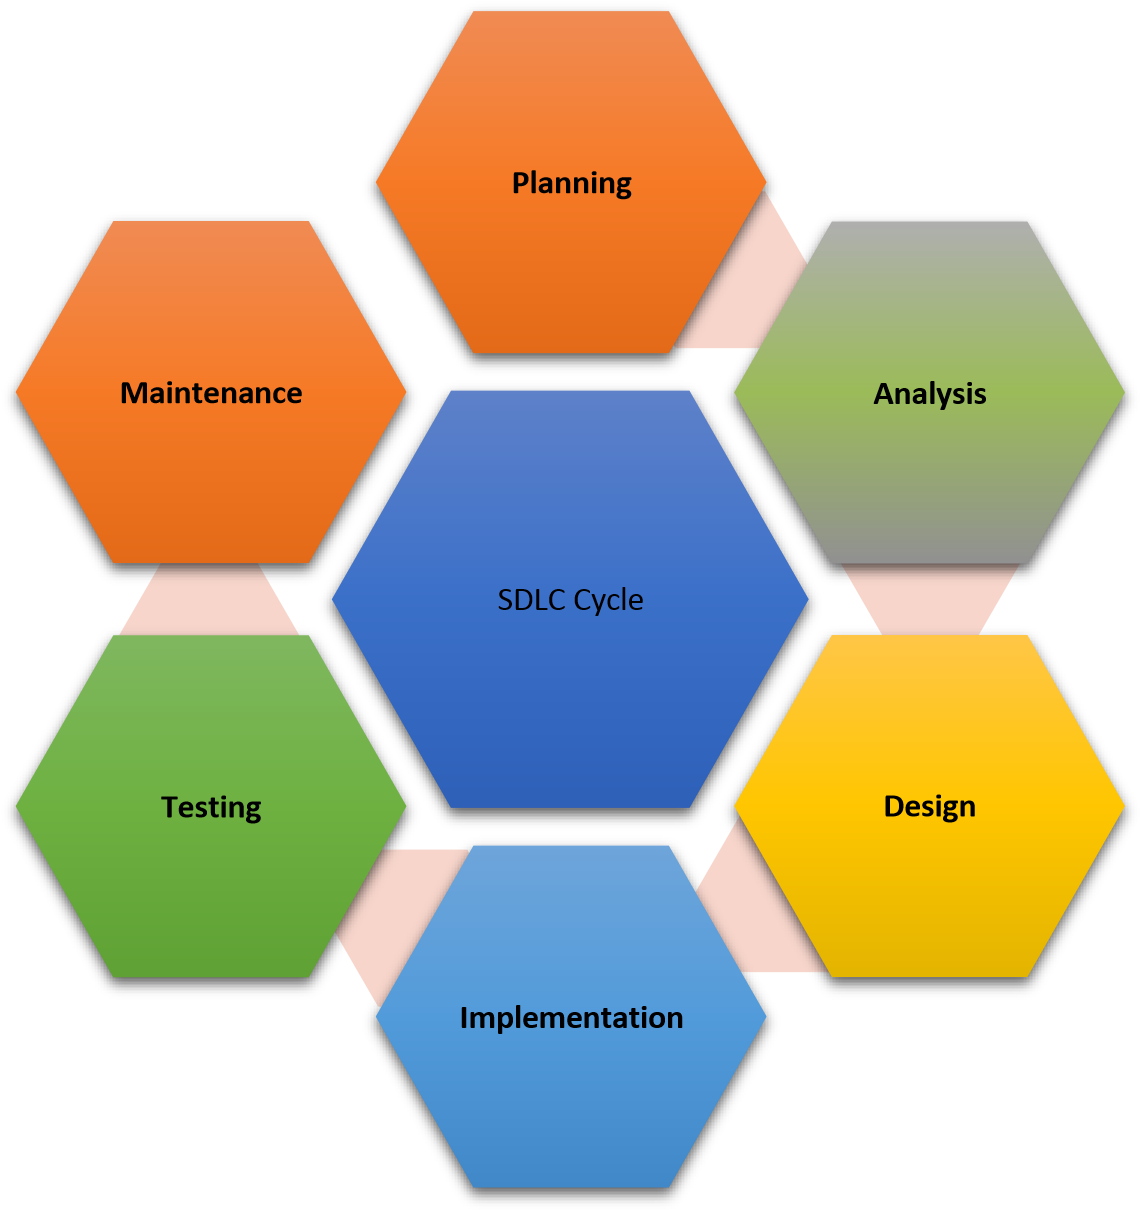 Planning
Analysis
Design
Implementation
Testing
Maintenance
SDLC Cycle